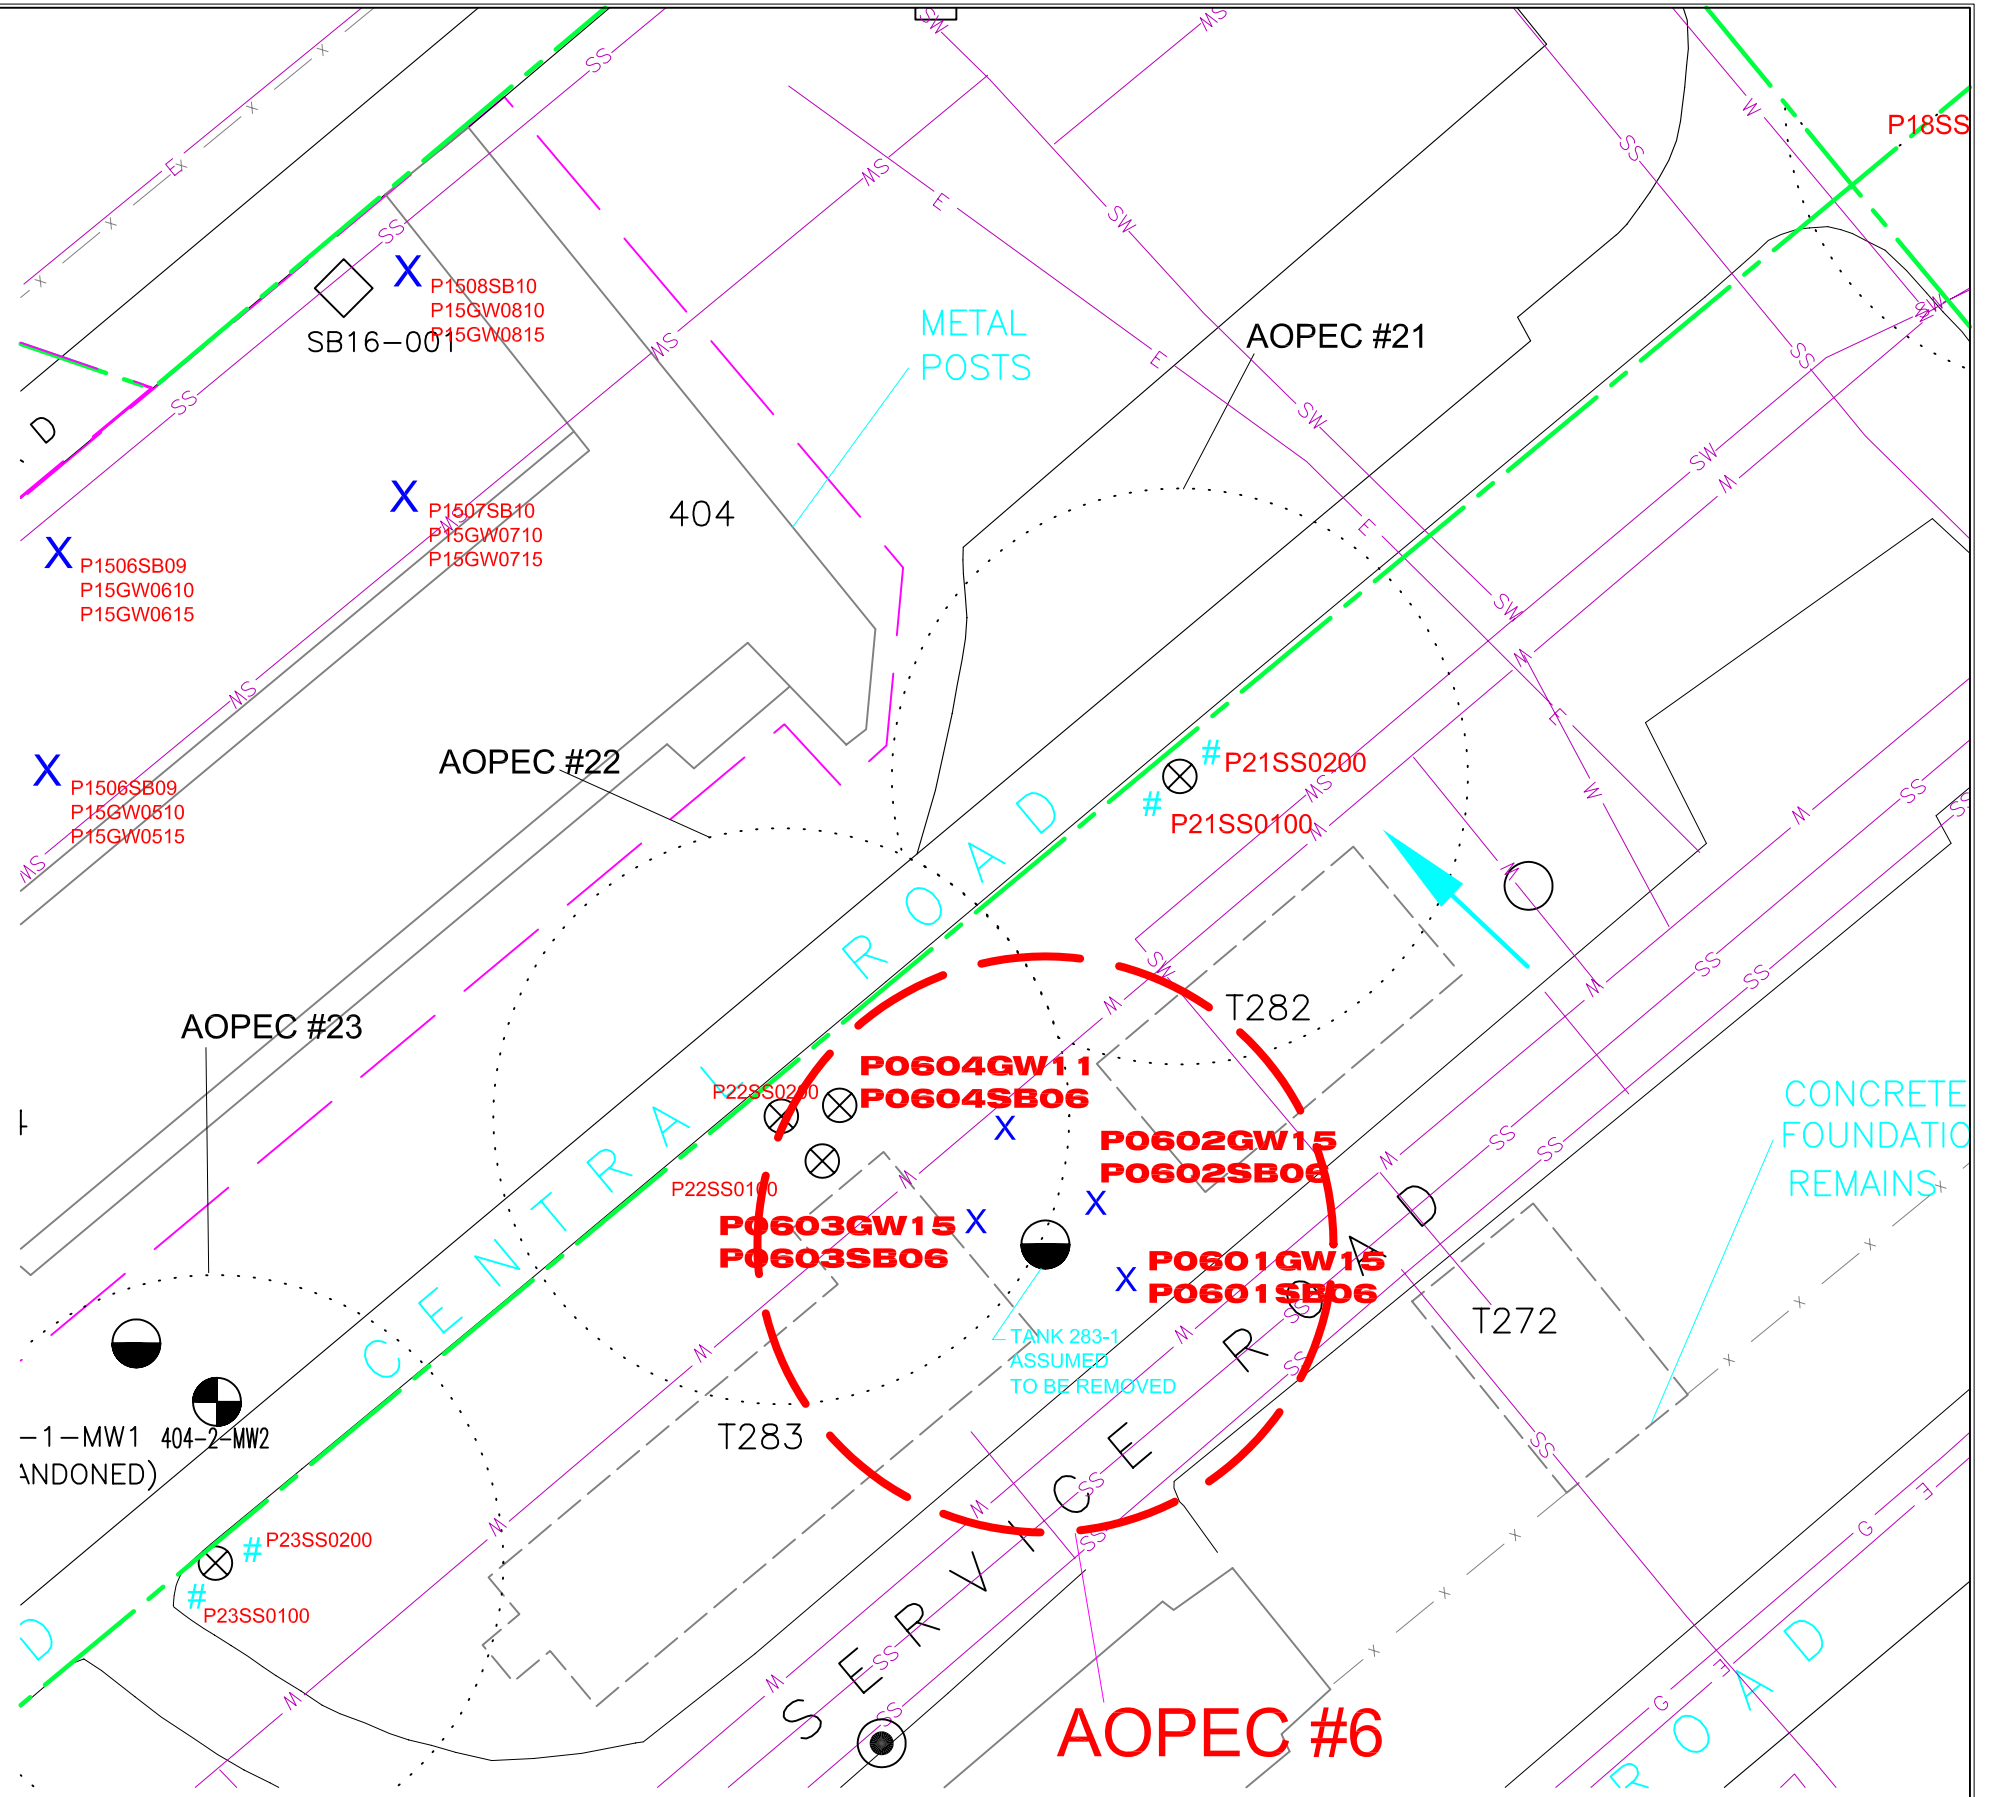 P18SS
P1508SB10
P15GW0810
P15GW0815
SB16-001
METAL
POSTS
AOPEC #21
D
P1507SB10
P15GW0710
P15GW0715
404
P1506SB09
P15GW0610
P15GW0615
AOPEC #22
P1506SB09
P15GW0510
P15GW0515
# P21SS0200
# P21SS0100
CENTRAL ROAD
AOPEC #23
T282
P0604GW11
P0604SB06
P22SS0200
P22SS0100
P0602GW15
P0602SB06
P0603GW15
P0603SB06
P0601GW15
P0601SB06
CONCRETE
FOUNDATIO
REMAINS
TANK 283-1
ASSUMED
TO BE REMOVED
T272
T283
-1-MW1 404-2-MW2
ANDONED)
SERVICE ROAD
# P23SS0200
# P23SS0100
D
ROAD
AOPEC #6